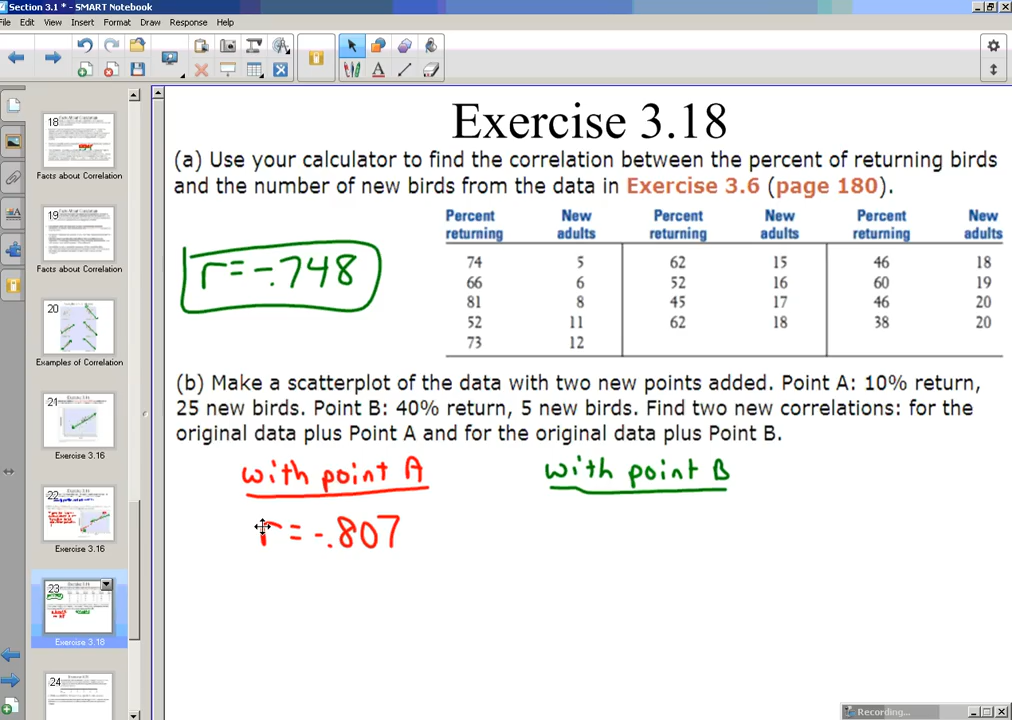 Section 3.1 * - SMART Notebook
File Edit View Insert Format Draw Response Help
18
Facts about Correlation
19
Facts about Correlation
20
Examples of Correlation
21
Exercise 3.16
22
Exercise 3.16
23
Exercise 3.18
24
Exercise 3.18
(a) Use your calculator to find the correlation between the percent of returning birds
and the number of new birds from the data in Exercise 3.6 (page 180).
r = -.748
Percent returning New adults Percent returning New adults Percent returning New adults
74 5 62 15 46 18
66 6 52 16 60 19
81 8 45 17 46 20
52 11 62 18 38 20
73 12
(b) Make a scatterplot of the data with two new points added. Point A: 10% return,
25 new birds. Point B: 40% return, 5 new birds. Find two new correlations: for the
original data plus Point A and for the original data plus Point B.
with point A with point B
r = -.807
Recording...